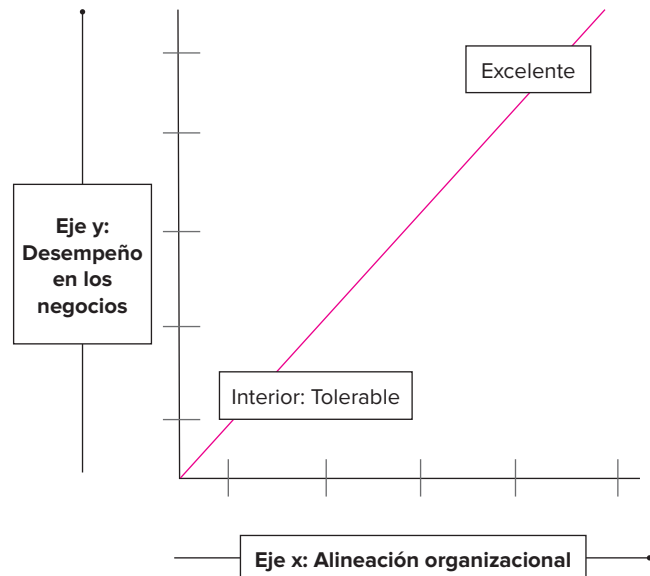 Excelente
Eje y:
Desempeño
en los
negocios
Interior: Tolerable
Eje x: Alineación organizacional